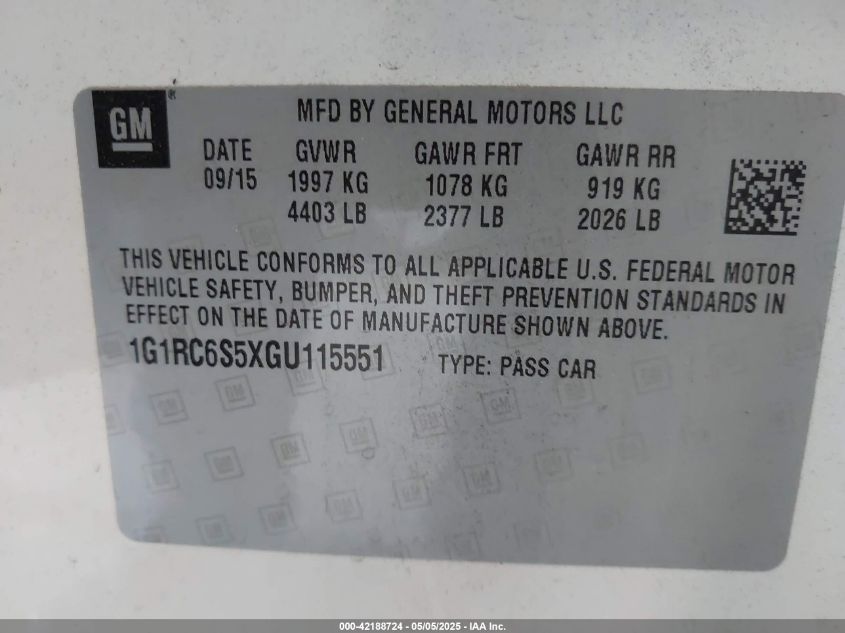 GM
MFD BY GENERAL MOTORS LLC
DATE GVWR GAWR FRT GAWR RR
09/15 1997 KG 1078 KG 919 KG
4403 LB 2377 LB 2026 LB
THIS VEHICLE CONFORMS TO ALL APPLICABLE U.S. FEDERAL MOTOR
VEHICLE SAFETY, BUMPER, AND THEFT PREVENTION STANDARDS IN
EFFECT ON THE DATE OF MANUFACTURE SHOWN ABOVE.
1G1RC6S5XGU115551 TYPE: PASS CAR
000-42188724 - 05/05/2025 - IAA Inc.